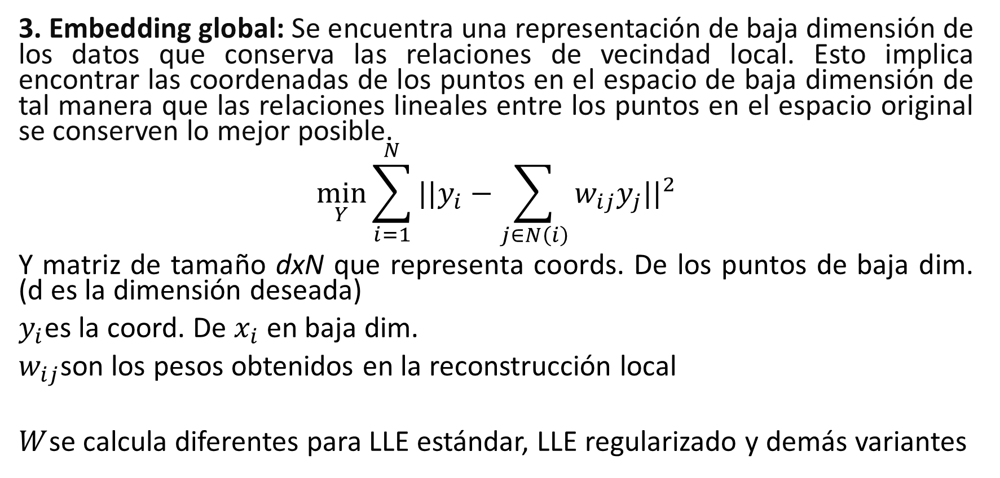 3. Embedding global: Se encuentra una representación de baja dimensión de
los datos que conserva las relaciones de vecindad local. Esto implica
encontrar las coordenadas de los puntos en el espacio de baja dimensión de
tal manera que las relaciones lineales entre los puntos en el espacio original
se conserven lo mejor posible.
min_Y ∑_{i=1}^{N} ||y_i − ∑_{j∈N(i)} w_{ij}y_j||^2
Y matriz de tamaño dxN que representa coords. De los puntos de baja dim.
(d es la dimensión deseada)
y_i es la coord. De x_i en baja dim.
w_{ij} son los pesos obtenidos en la reconstrucción local
W se calcula diferentes para LLE estándar, LLE regularizado y demás variantes